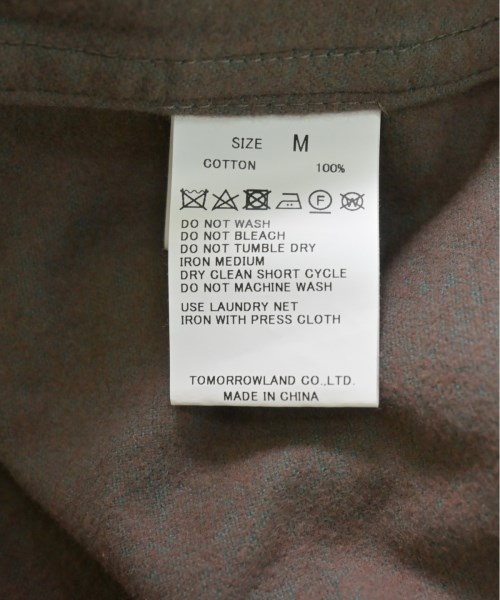 SIZE M
COTTON 100%
F W
DO NOT WASH
DO NOT BLEACH
DO NOT TUMBLE DRY
IRON MEDIUM
DRY CLEAN SHORT CYCLE
DO NOT MACHINE WASH
USE LAUNDRY NET
IRON WITH PRESS CLOTH
TOMORROWLAND CO.,LTD.
MADE IN CHINA